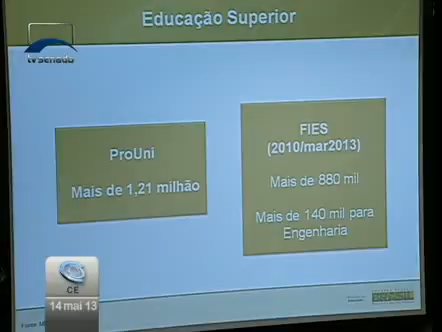 Educação Superior
tvsenado
ProUni
Mais de 1,21 milhão
FIES
(2010/mar2013)
Mais de 880 mil
Mais de 140 mil para
Engenharia
CE
14 mai 13
BRASIL